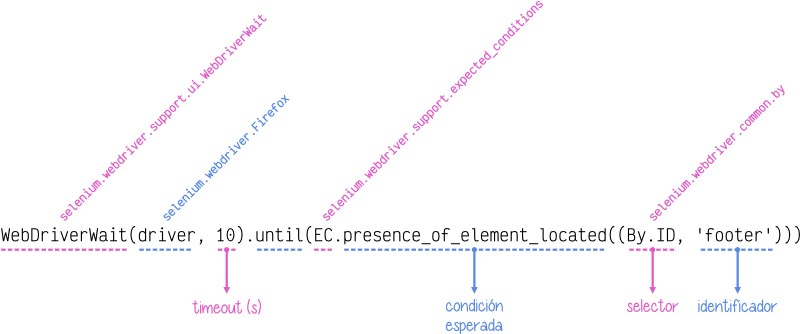 selenium.webdriver.support.ui.WebDriverWait
selenium.webdriver.Firefox
selenium.webdriver.support.expected_conditions
selenium.webdriver.common.by
WebDriverWait(driver, 10).until(EC.presence_of_element_located((By.ID, 'footer')))
timeout (s)
condición
esperada
selector
identificador